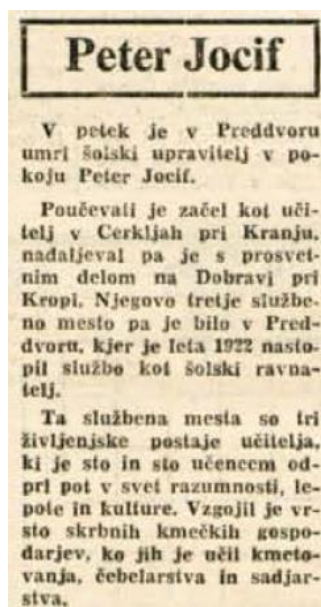 Peter Jocif
V petek je v Preddvoru
umrl šolski upravitelj v po-
koju Peter Jocif.
Poučevati je začel kot uči-
telj v Cerkljah pri Kranju,
nadaljeval pa je s prosvet-
nim delom na Dobravi pri
Kropi. Njegovo tretje službe-
no mesto pa je bilo v Pred-
dvoru, kjer je leta 1922 nasto-
pil službo kot šolski ravna-
telj.
Ta službena mesta so tri
življenjske postaje učitelja,
ki je sto in sto učencem od-
prl pot v svet razumnosti, le-
pote in kulture. Vzgojil je vr-
sto skrbnih kmečkih gospo-
darjev, ko jih je učil kmeto-
vanja, čebelarstva in sadjar-
stva.